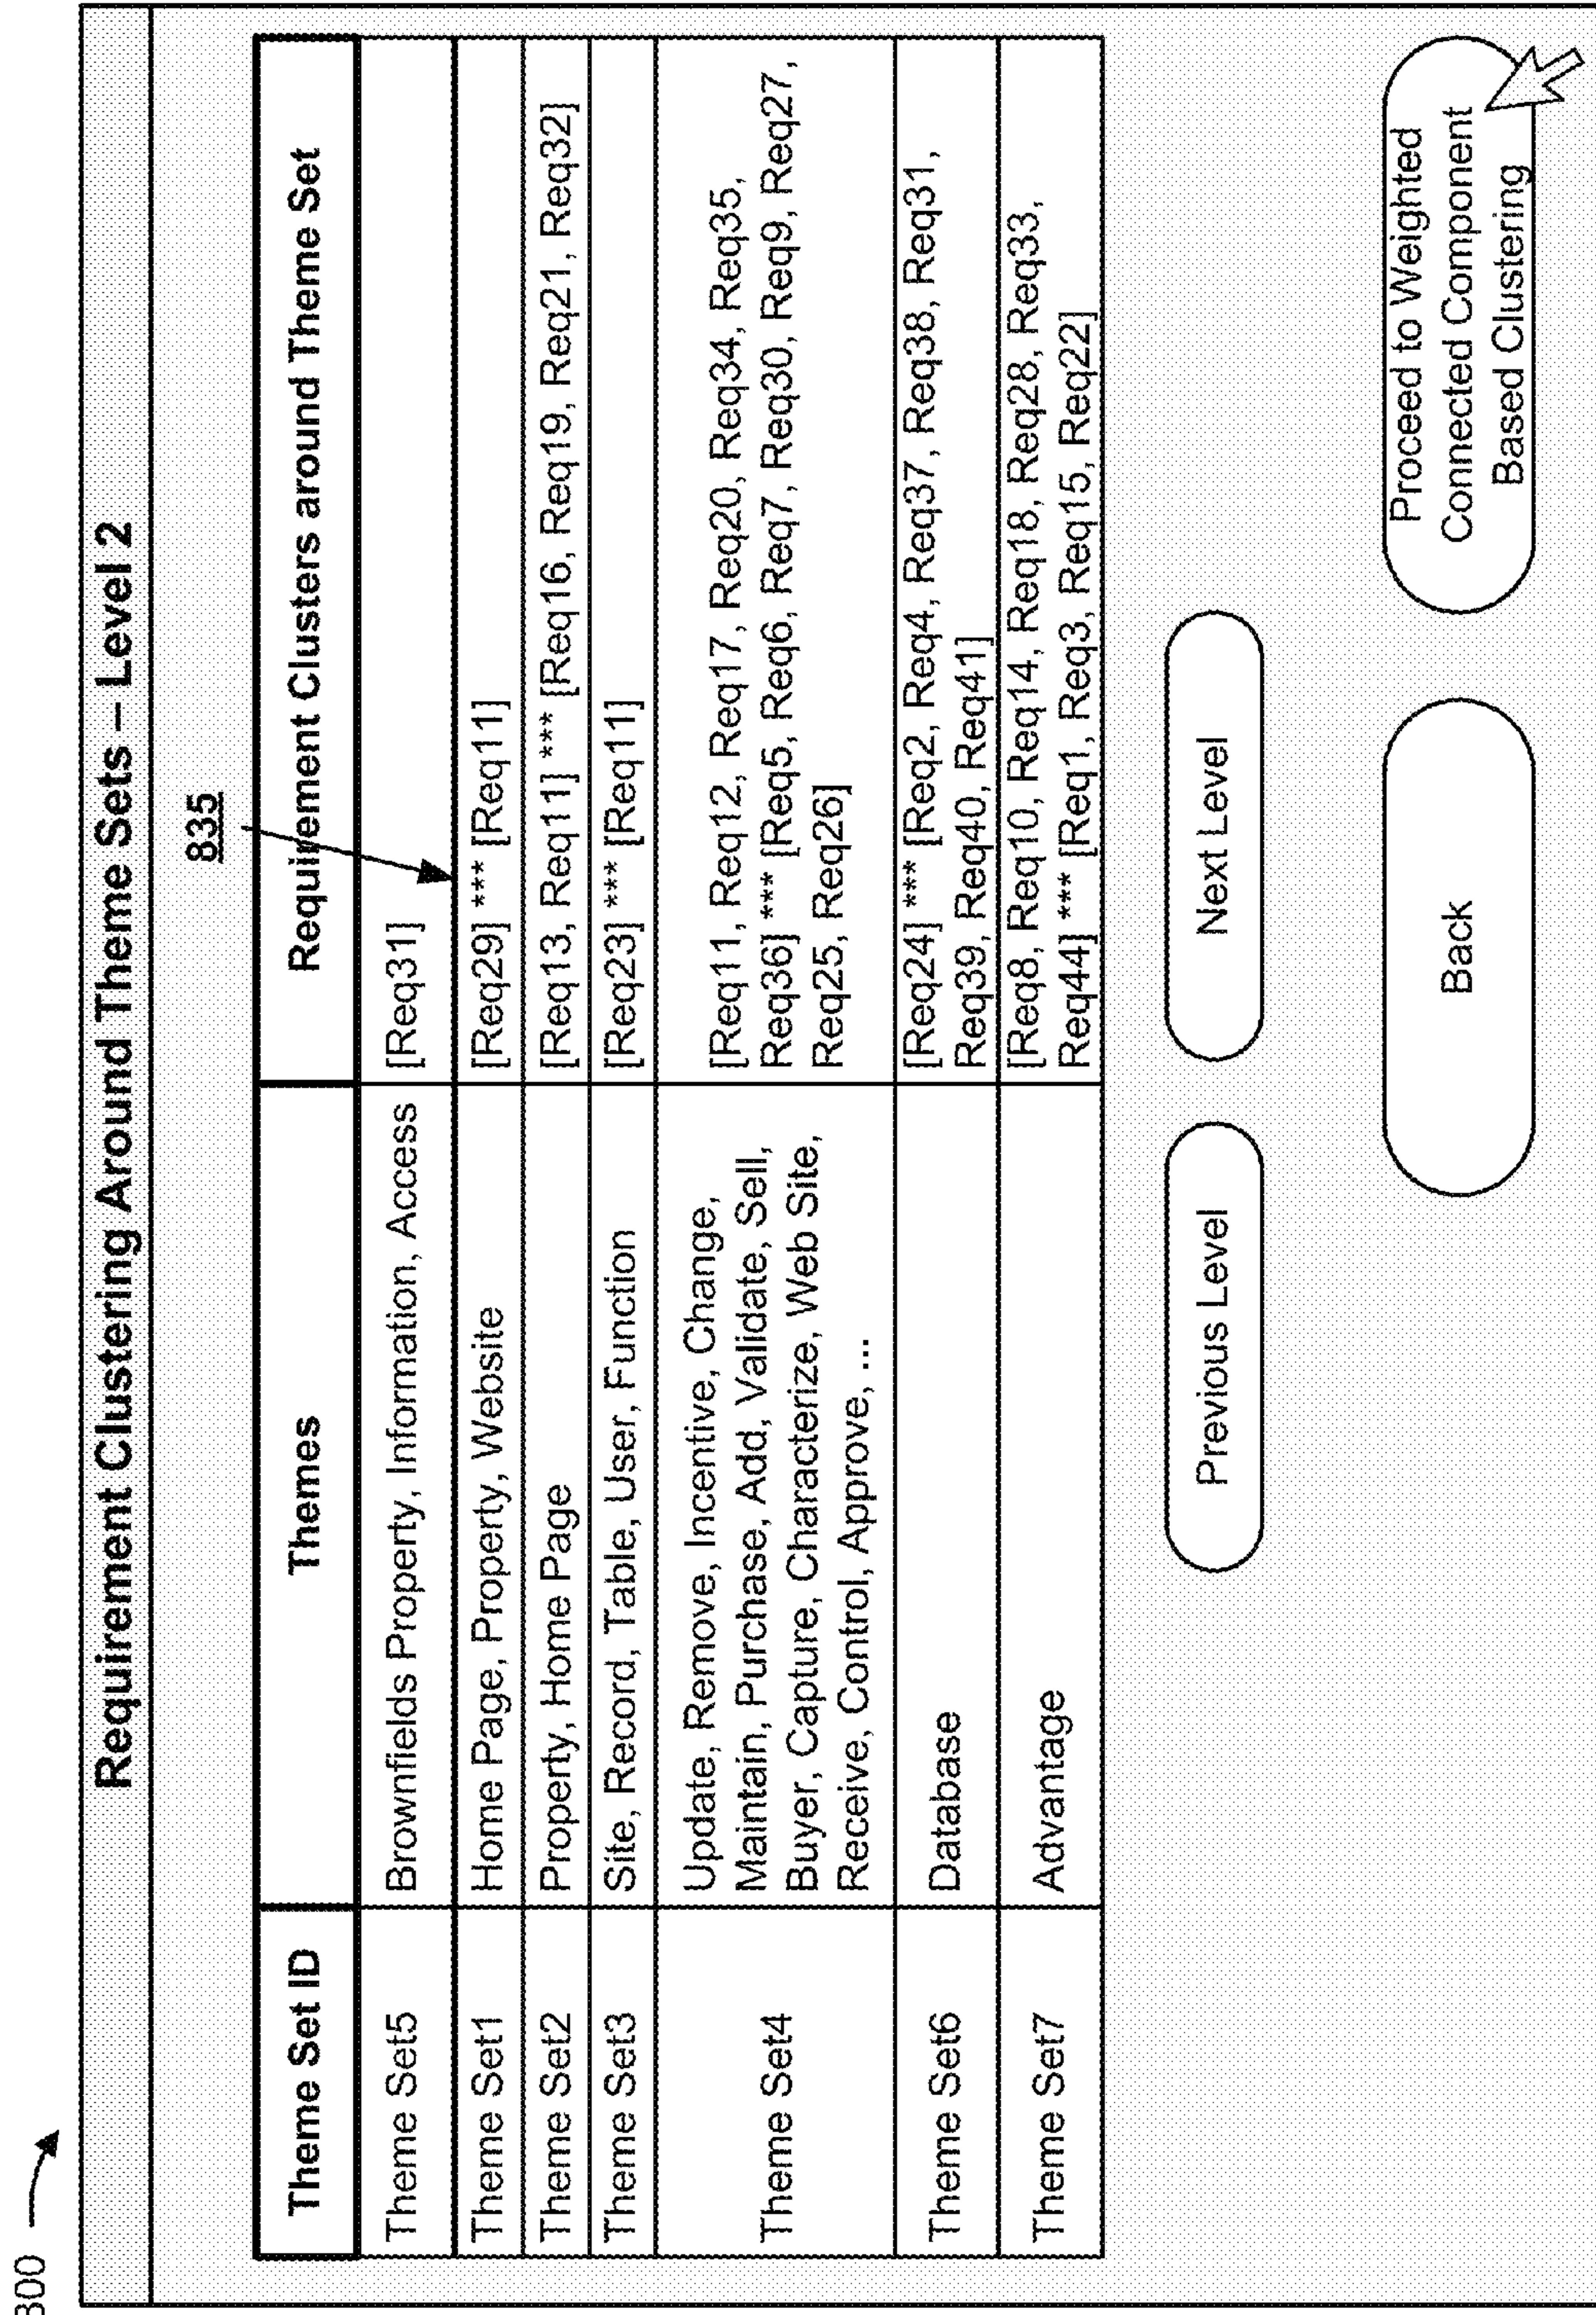 800
Requirement Clustering Around Theme Sets – Level 2
835
Theme Set ID
Themes
Requirement Clusters around Theme Set
Theme Set5
Brownfields Property, Information, Access
[Req31]
Theme Set1
Home Page, Property, Website
[Req29] *** [Req11]
Theme Set2
Property, Home Page
[Req13, Req11] *** [Req16, Req19, Req21, Req32]
Theme Set3
Site, Record, Table, User, Function
[Req23] *** [Req11]
Theme Set4
Update, Remove, Incentive, Change,
Maintain, Purchase, Add, Validate, Sell,
Buyer, Capture, Characterize, Web Site,
Receive, Control, Approve, ...
[Req11, Req12, Req17, Req20, Req34, Req35,
Req36] *** [Req5, Req6, Req7, Req30, Req9, Req27,
Req25, Req26]
Theme Set6
Database
[Req24] *** [Req2, Req4, Req37, Req38, Req31,
Req39, Req40, Req41]
Theme Set7
Advantage
[Req8, Req10, Req14, Req18, Req28, Req33,
Req44] *** [Req1, Req3, Req15, Req22]
Previous Level
Next Level
Back
Proceed to Weighted
Connected Component
Based Clustering